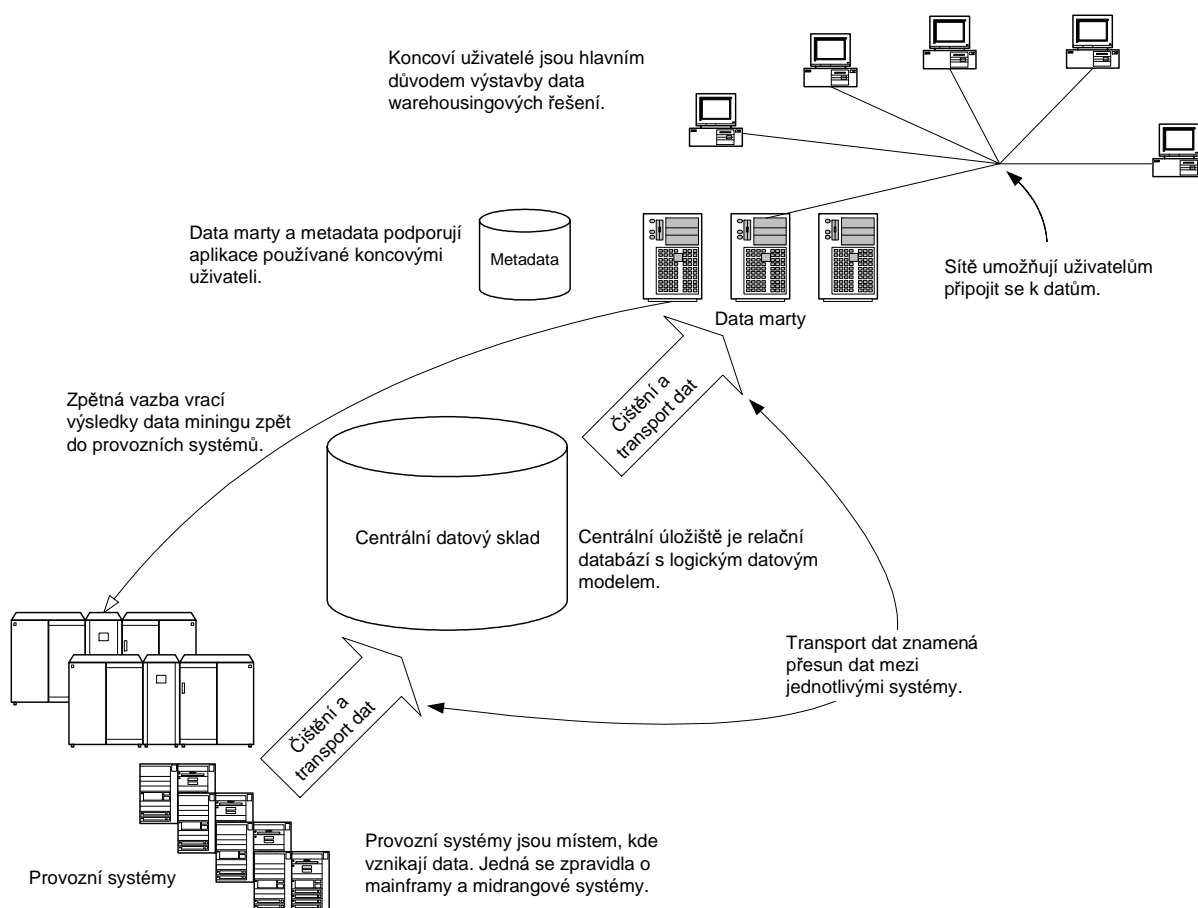 Koncoví uživatelé jsou hlavním
důvodem výstavby data
warehousingových řešení.
Data marty a metadata podporují
aplikace používané koncovými
uživateli.
Metadata
Sítě umožňují uživatelům
připojit se k datům.
Data marty
Čištění a
transport dat
Zpětná vazba vrací
výsledky data miningu zpět
do provozních systémů.
Centrální datový sklad
Centrální úložiště je relační
databází s logickým datovým
modelem.
Transport dat znamená
přesun dat mezi
jednotlivými systémy.
Čištění a
transport dat
Provozní systémy
Provozní systémy jsou místem, kde
vznikají data. Jedná se zpravidla o
mainframy a midrangové systémy.